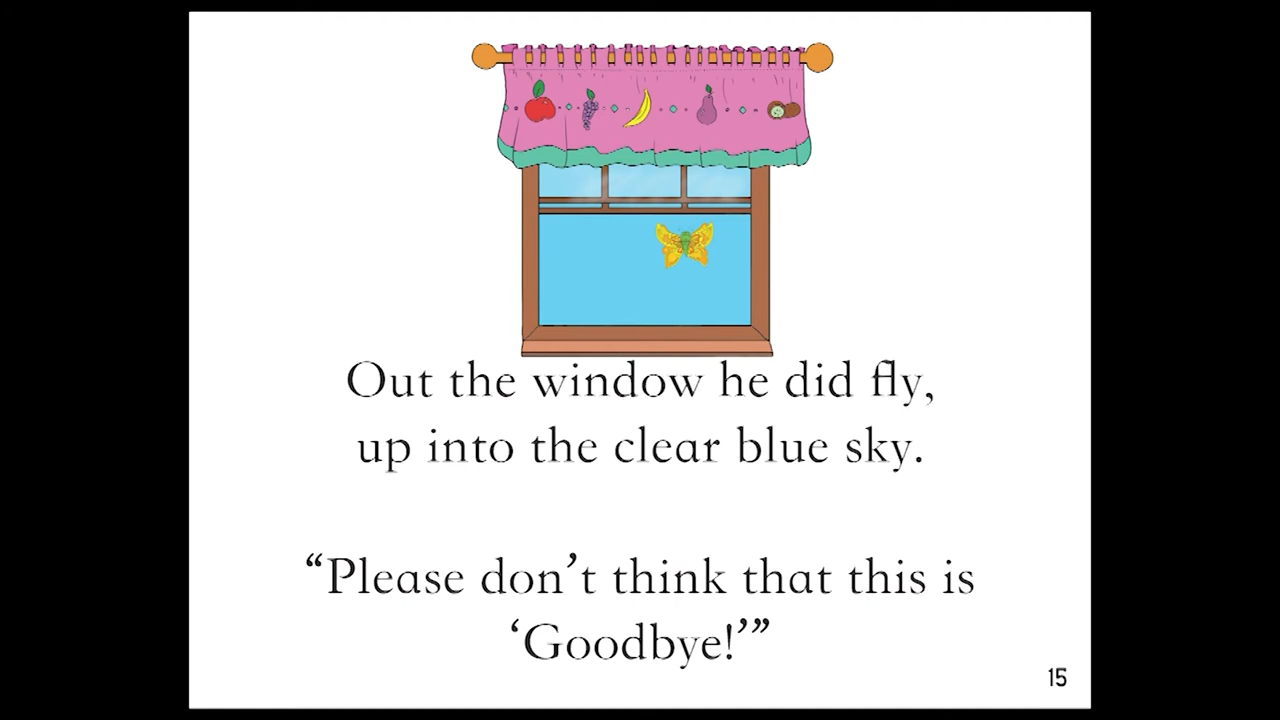 Out the window he did fly,
up into the clear blue sky.
“Please don’t think that this is
‘Goodbye!’”
15